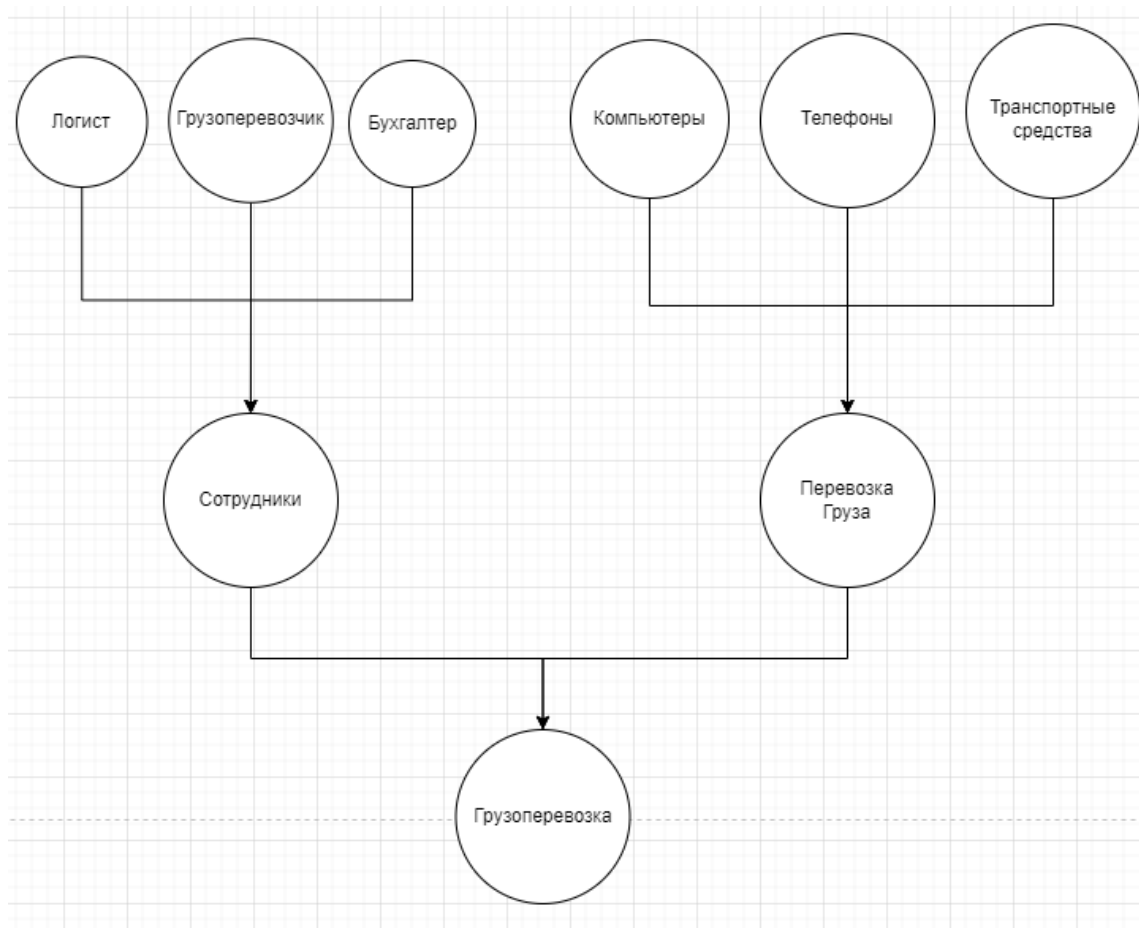 Логист
Грузоперевозчик
Бухгалтер
Компьютеры
Телефоны
Транспортные
средства
Сотрудники
Перевозка
Груза
Грузоперевозка